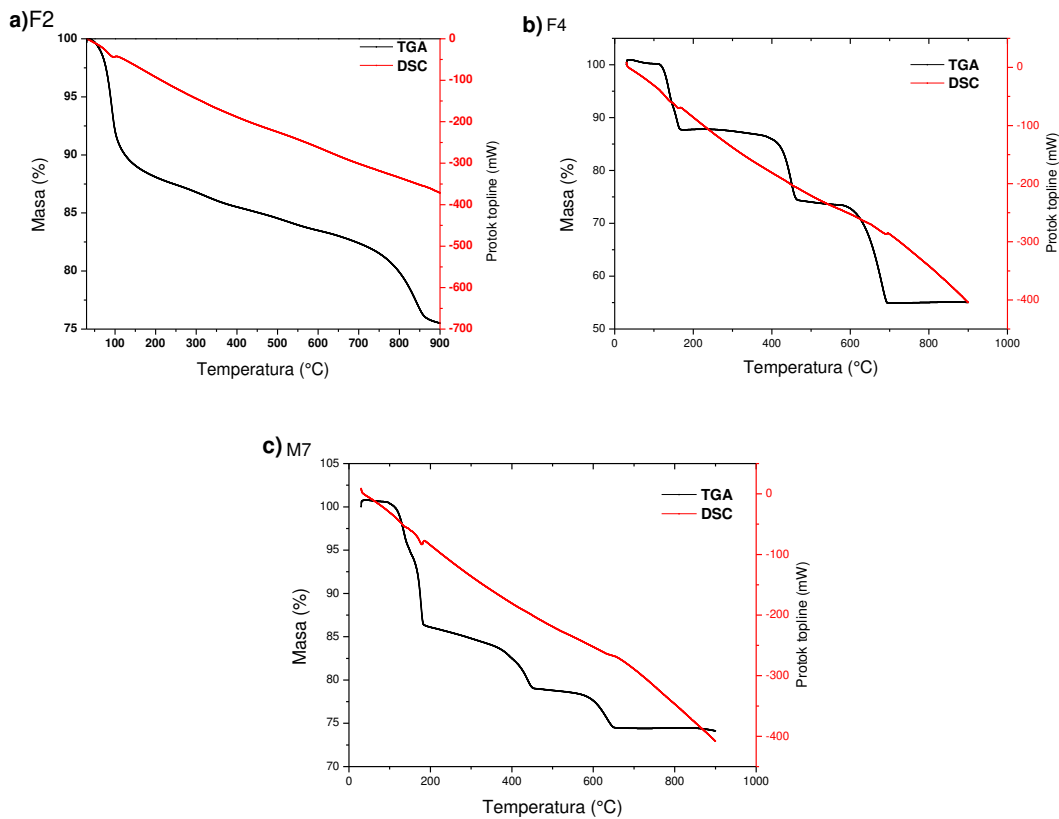 a)F2
TGA
DSC
100
95
90
85
80
75
0
-100
-200
-300
-400
-500
-600
-700
100 200 300 400 500 600 700 800 900
Masa (%)
Protok topline (mW)
Temperatura (°C)
b) F4
TGA
DSC
100
90
80
70
60
50
0
-100
-200
-300
-400
0 200 400 600 800 1000
Masa (%)
Protok topline (mW)
Temperatura (°C)
c) M7
TGA
DSC
105
100
95
90
85
80
75
70
0
-100
-200
-300
-400
0 200 400 600 800 1000
Masa (%)
Protok topline (mW)
Temperatura (°C)